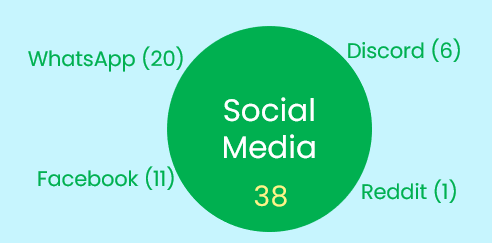 WhatsApp (20)
Discord (6)
Social
Media
38
Facebook (11)
Reddit (1)